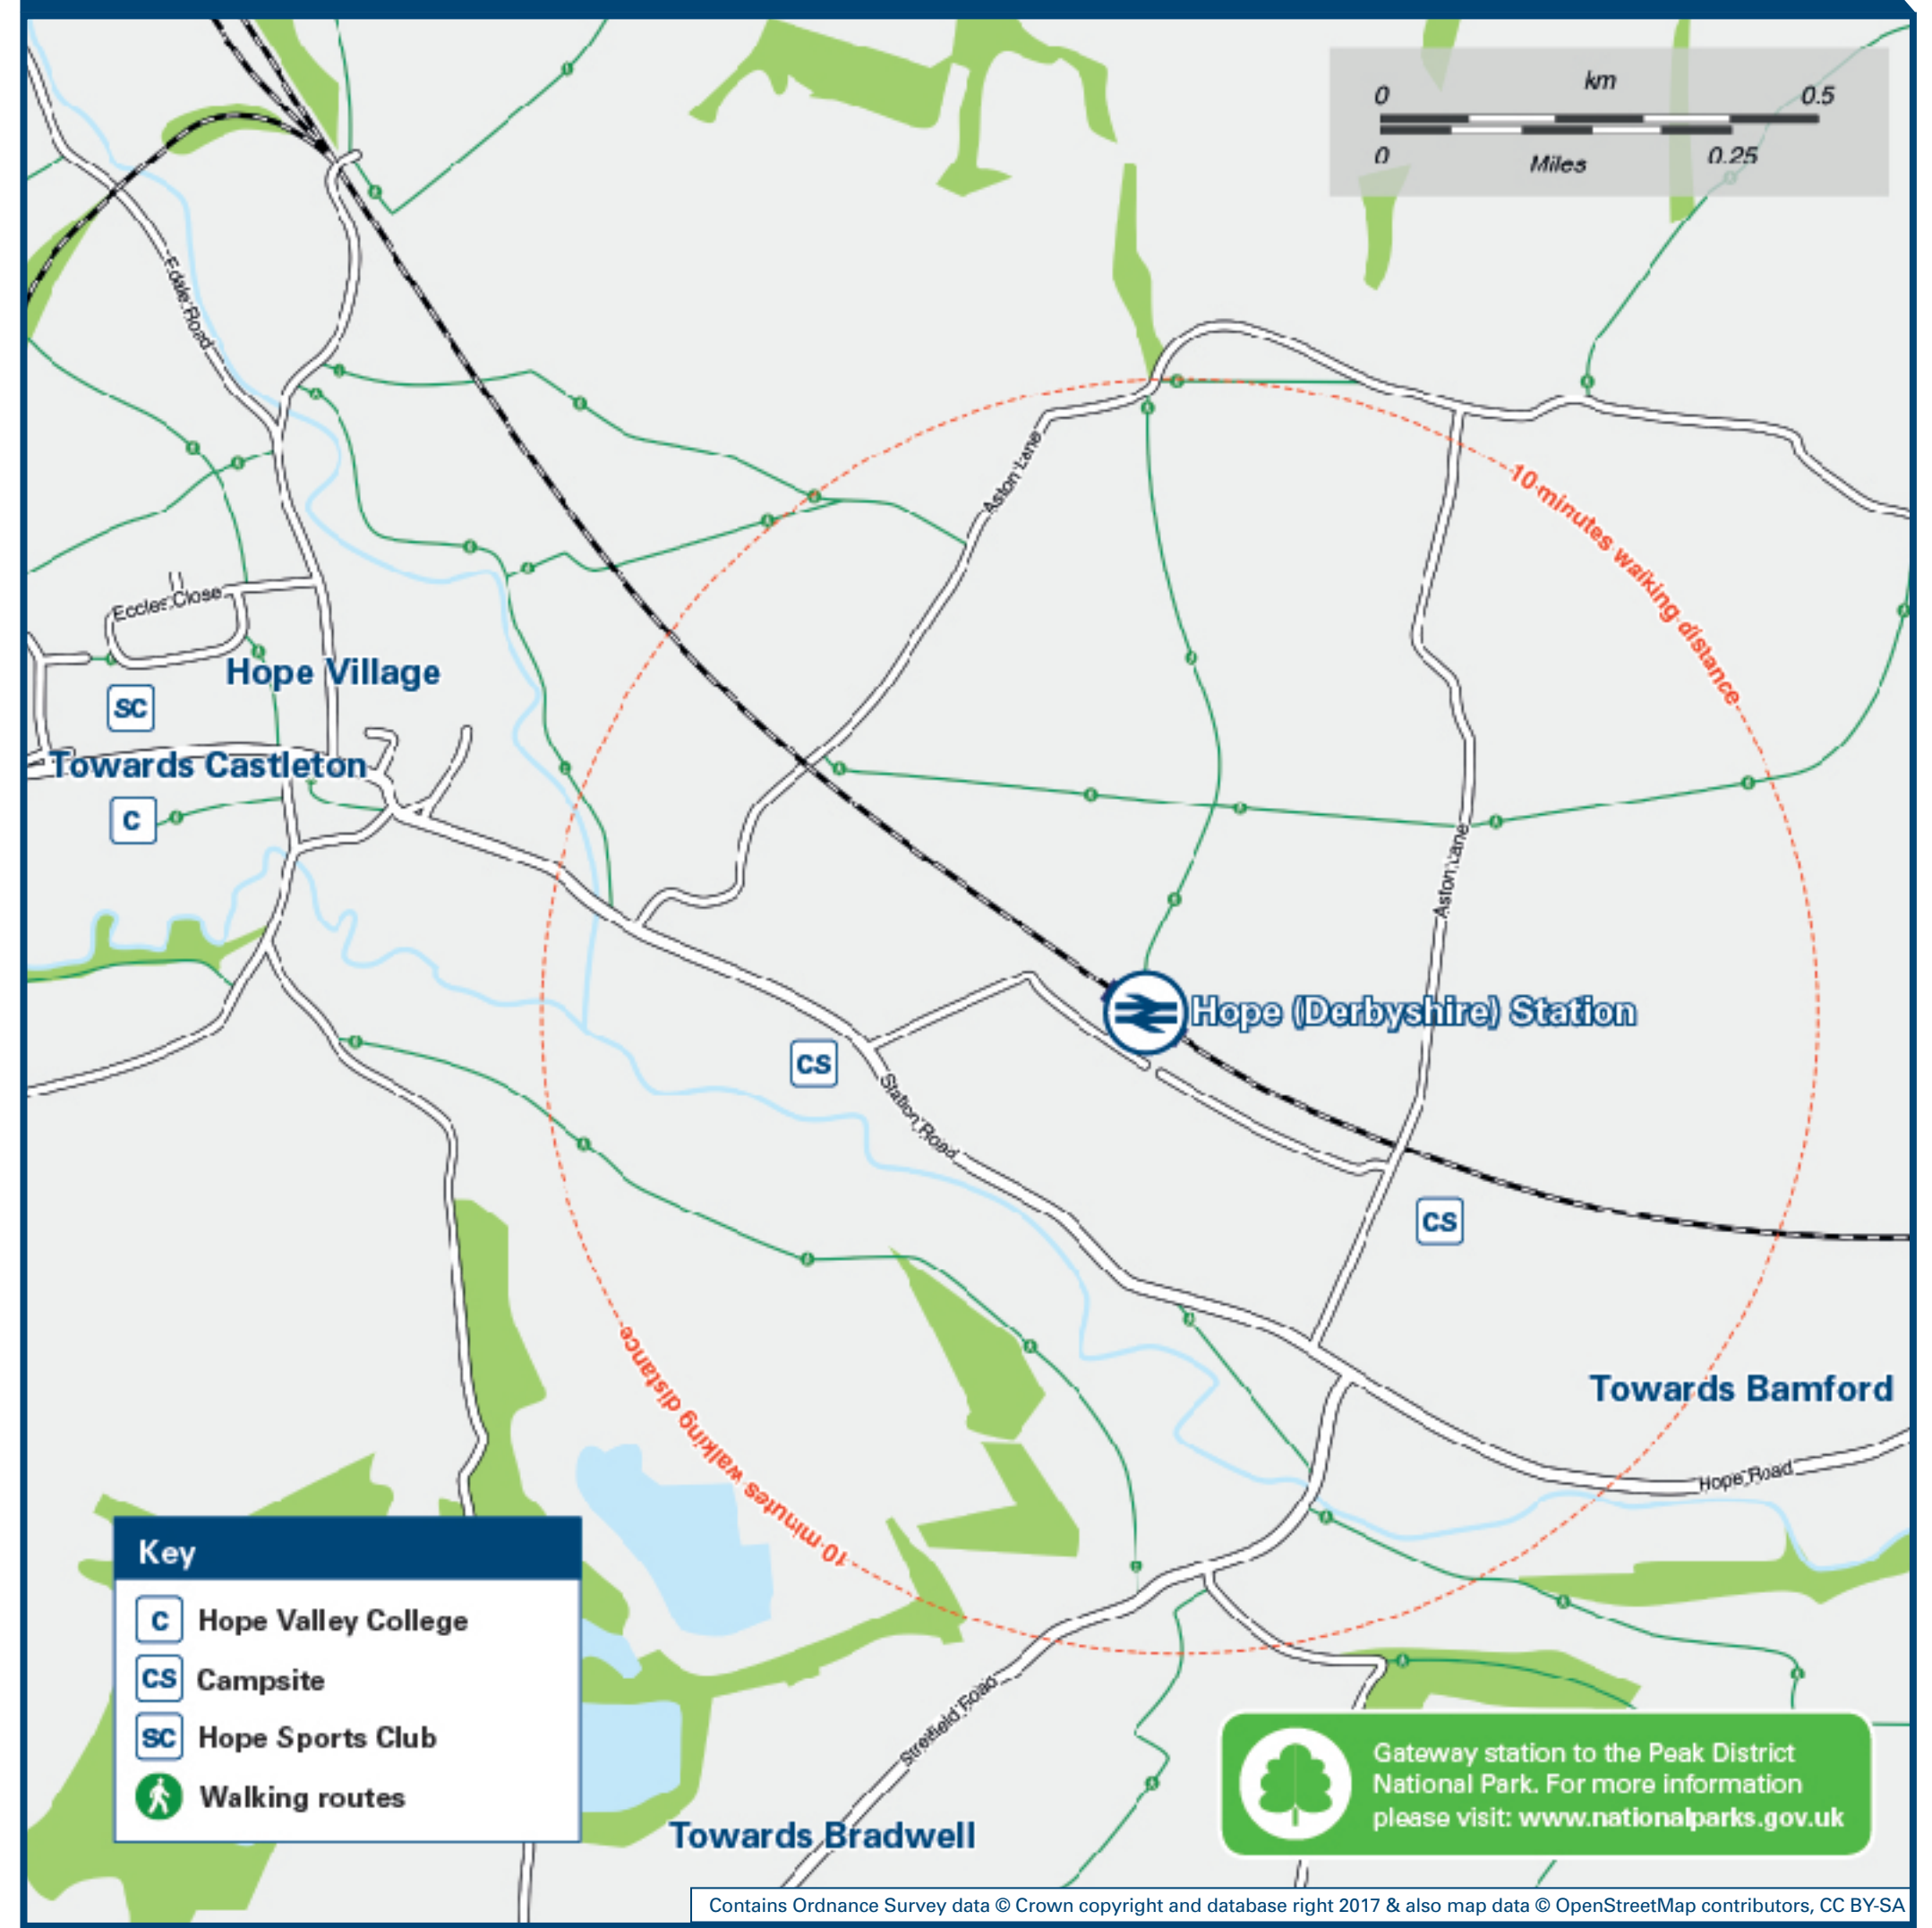 km
0 0.5
0 Miles 0.25
Edale Road
Aston Lane
10 minutes walking distance
Eccles Close
Hope Village
SC
Towards Castleton
C
Aston Lane
Hope (Derbyshire) Station
CS
Station Road
CS
10 minutes walking distance
Towards Bamford
Hope Road
Key
C Hope Valley College
CS Campsite
SC Hope Sports Club
Walking routes
Stretfield Road
Towards Bradwell
Gateway station to the Peak District
National Park. For more information
please visit: www.nationalparks.gov.uk
Contains Ordnance Survey data © Crown copyright and database right 2017 & also map data © OpenStreetMap contributors, CC BY-SA